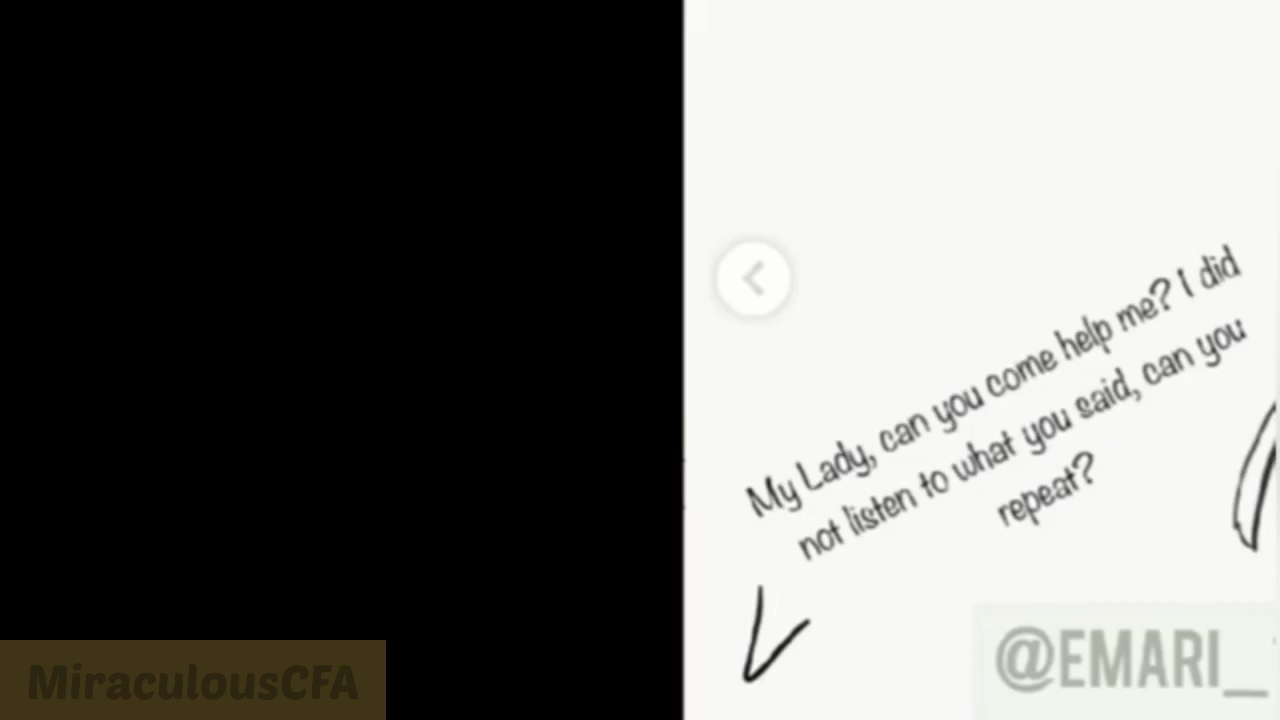 My Lady, can you come help me? I did
not listen to what you said, can you
repeat?
MiraculousCFA
@EMARI_